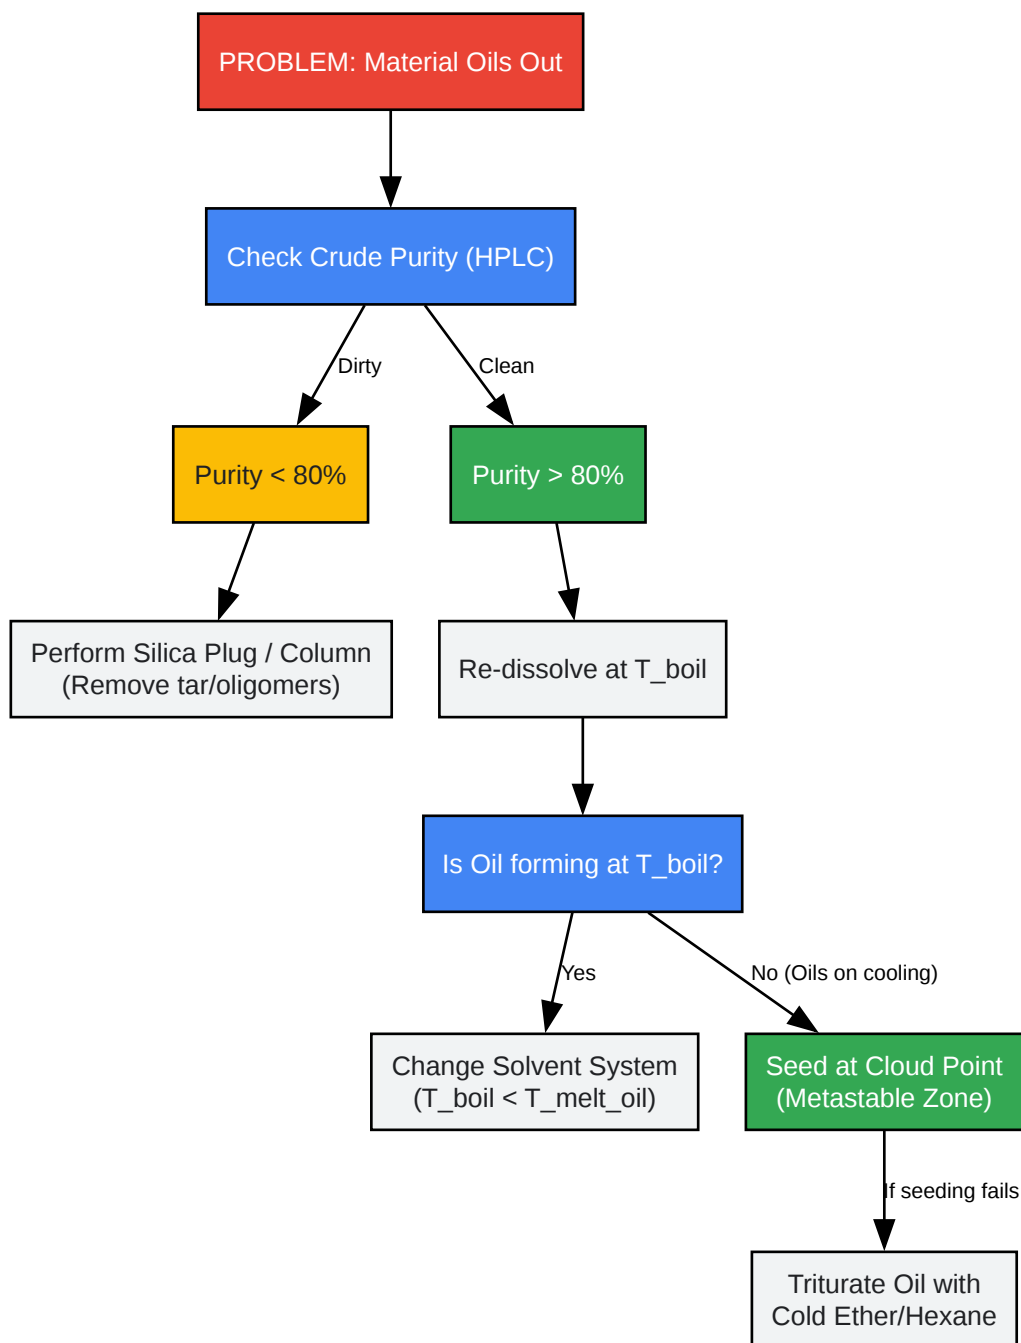 PROBLEM: Material Oils Out
Check Crude Purity (HPLC)
Dirty
Clean
Purity < 80%
Purity > 80%
Perform Silica Plug / Column
(Remove tar/oligomers)
Re-dissolve at T_boil
Is Oil forming at T_boil?
Yes
No (Oils on cooling)
Change Solvent System
(T_boil < T_melt_oil)
Seed at Cloud Point
(Metastable Zone)
If seeding fails
Triturate Oil with
Cold Ether/Hexane